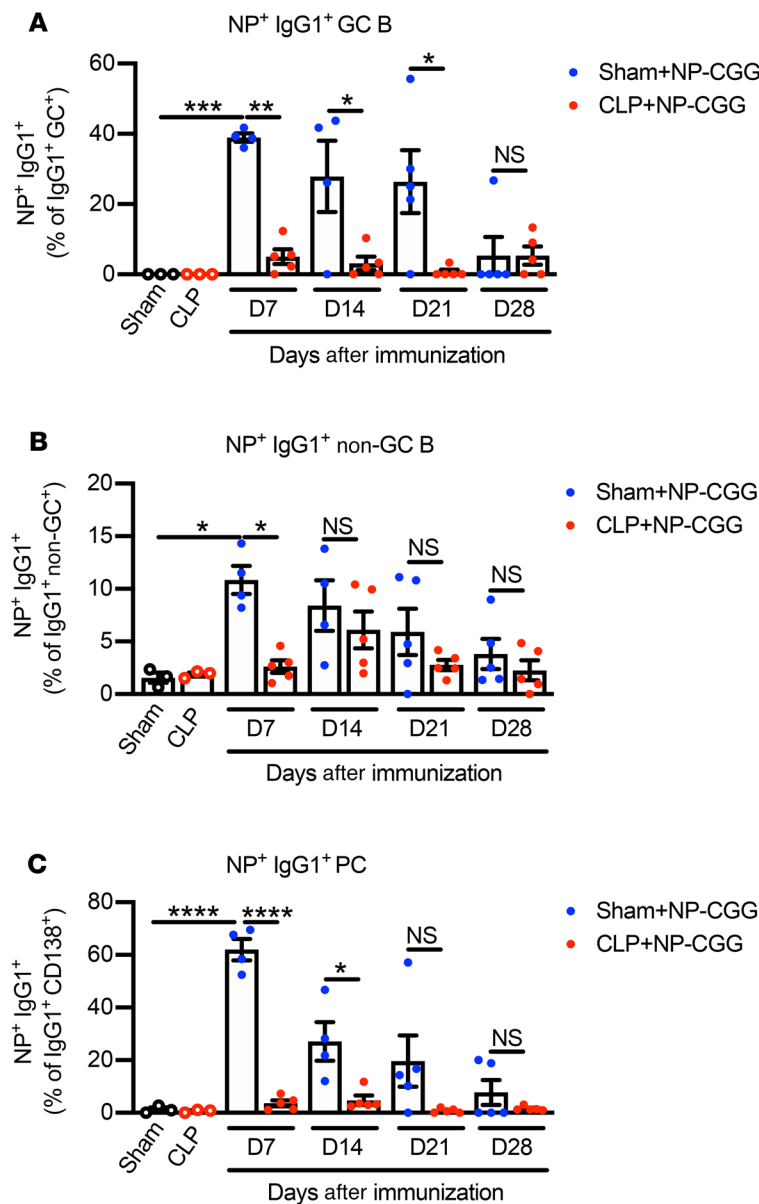 A
NP+ IgG1+ GC B
NP+ IgG1+
(% of IgG1+ GC+)
60
40
20
0
***
**
*
*
NS
Sham+NP-CGG
CLP+NP-CGG
Sham
CLP
D7
D14
D21
D28
Days after immunization
B
NP+ IgG1+ non-GC B
NP+ IgG1+
(% of IgG1+ non-GC+)
20
15
10
5
0
*
*
NS
NS
NS
Sham+NP-CGG
CLP+NP-CGG
Sham
CLP
D7
D14
D21
D28
Days after immunization
C
NP+ IgG1+ PC
NP+ IgG1+
(% of IgG1+ CD138+)
80
60
40
20
0
****
****
*
NS
NS
Sham+NP-CGG
CLP+NP-CGG
Sham
CLP
D7
D14
D21
D28
Days after immunization